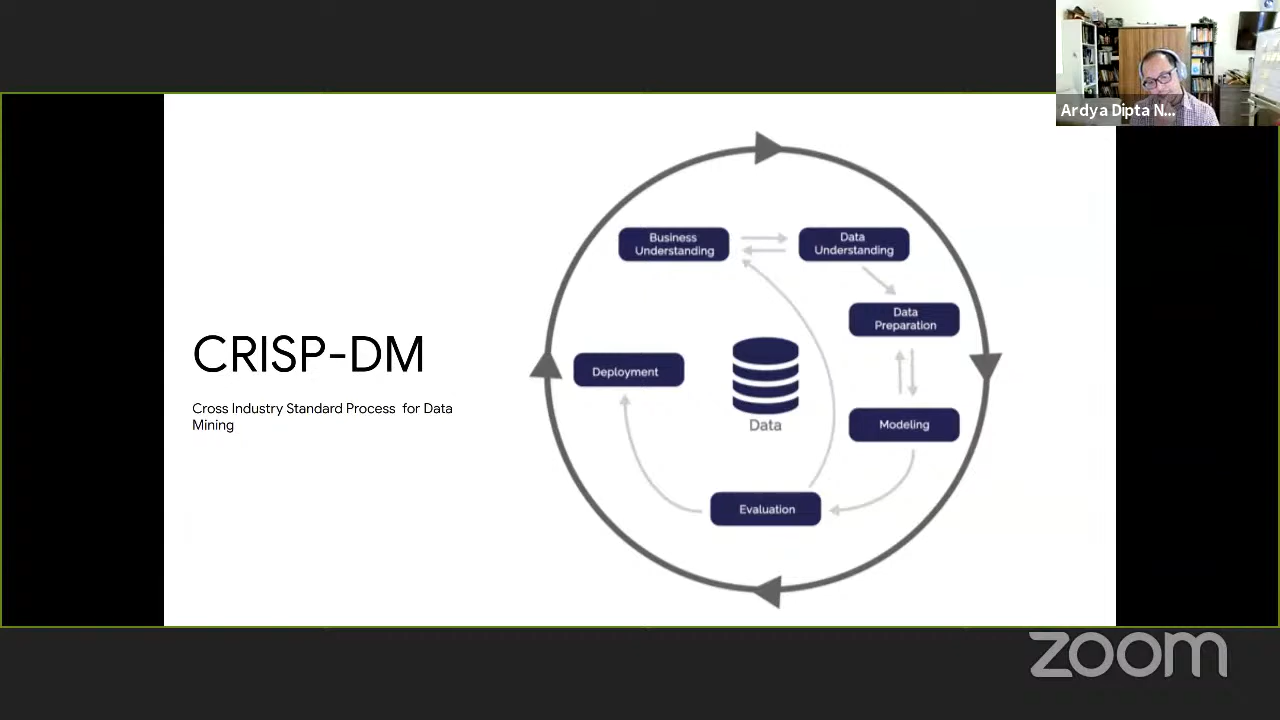 Ardya Dipta N...
CRISP-DM
Cross Industry Standard Process for Data
Mining
Business
Understanding
Data
Understanding
Data
Preparation
Deployment
Data
Modeling
Evaluation
zoom